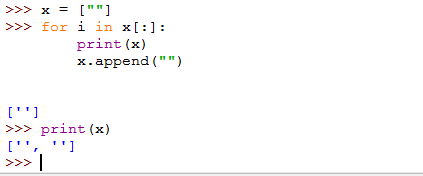 >>> x = [""]
>>> for i in x[:]:
        print(x)
        x.append("")
['']
>>> print(x)
['', '']
>>>